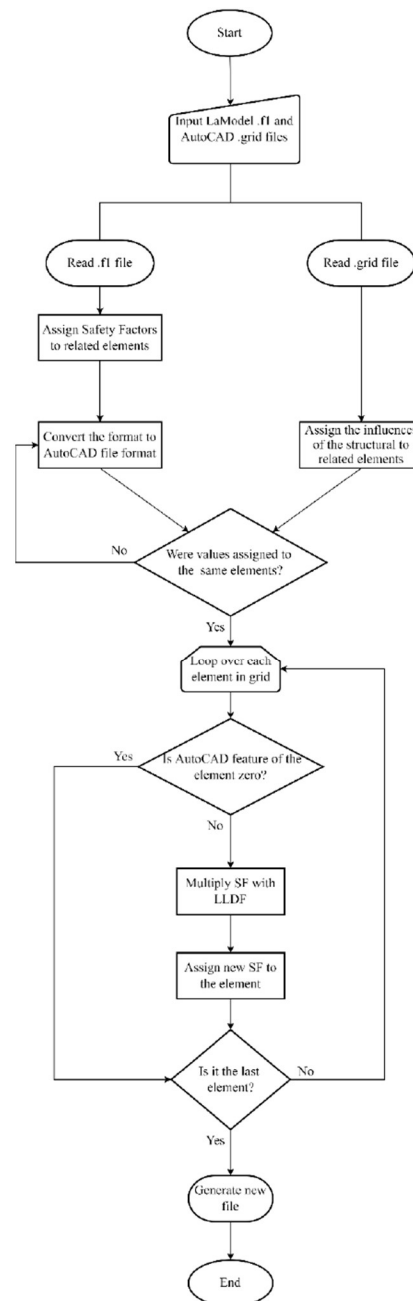 Start
Input LaModel .f1 and
AutoCAD .grid files
Read .f1 file
Read .grid file
Assign Safety Factors
to related elements
Convert the format to
AutoCAD file format
Assign the influences
of the structural to
related elements
No
Were values assigned to
the same elements?
Yes
Loop over each
element in grid
Yes
Is AutoCAD feature of the
element zero?
No
Multiply SF with
LLDF
Assign new SF to
the element
Is it the last
element?
No
Yes
Generate new
file
End